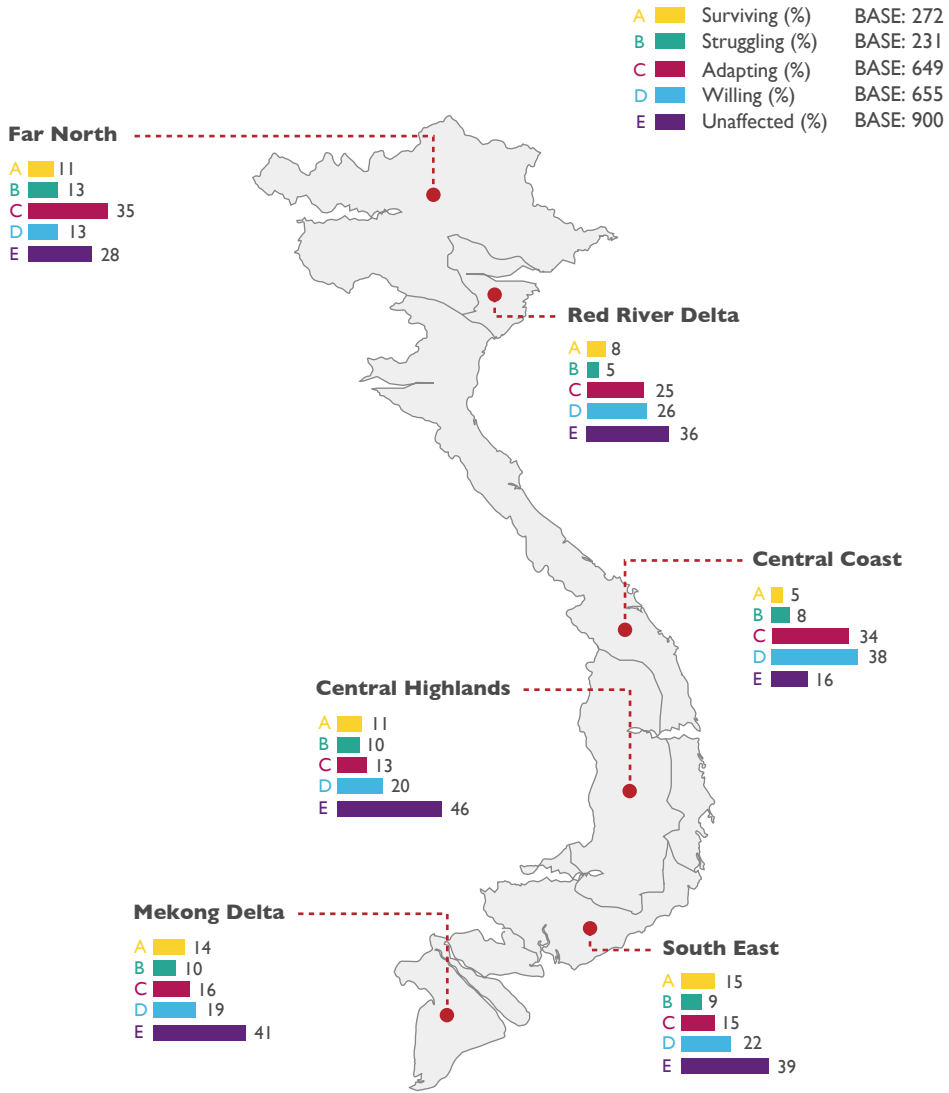 A Surviving (%) BASE: 272
B Struggling (%) BASE: 231
C Adapting (%) BASE: 649
D Willing (%) BASE: 655
E Unaffected (%) BASE: 900
Far North
A 11
B 13
C 35
D 13
E 28
Red River Delta
A 8
B 5
C 25
D 26
E 36
Central Coast
A 5
B 8
C 34
D 38
E 16
Central Highlands
A 11
B 10
C 13
D 20
E 46
Mekong Delta
A 14
B 10
C 16
D 19
E 41
South East
A 15
B 9
C 15
D 22
E 39